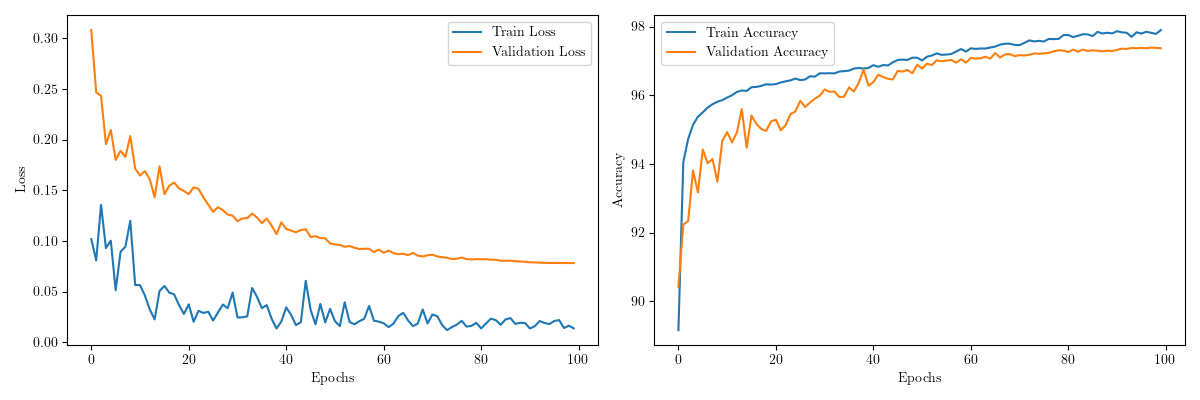 Train Loss
Validation Loss
0.30
0.25
0.20
0.15
0.10
0.05
0.00
Loss
0 20 40 60 80 100
Epochs
Train Accuracy
Validation Accuracy
98
96
94
92
90
Accuracy
0 20 40 60 80 100
Epochs